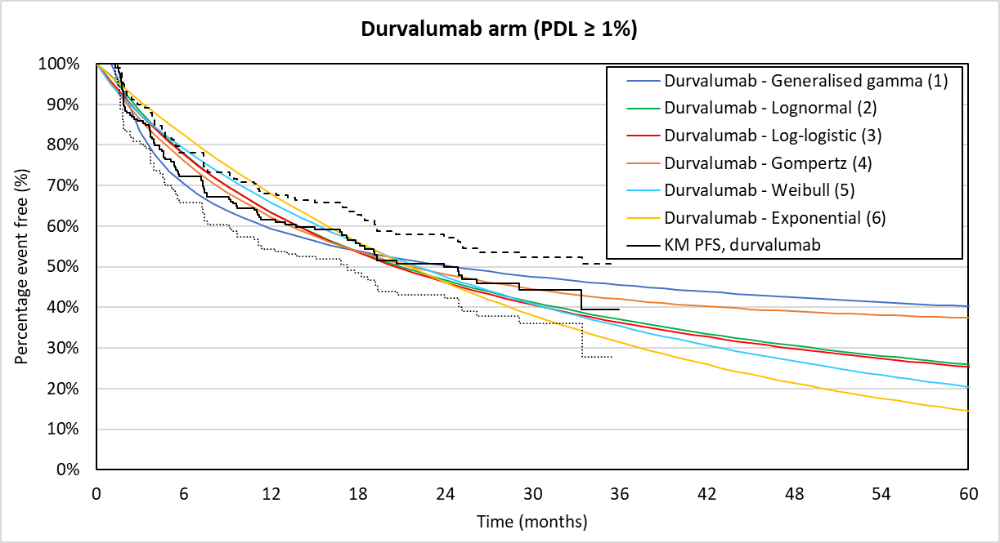 Durvalumab arm (PDL ≥ 1%)
Percentage event free (%)
100%
90%
80%
70%
60%
50%
40%
30%
20%
10%
0%
Durvalumab - Generalised gamma (1)
Durvalumab - Lognormal (2)
Durvalumab - Log-logistic (3)
Durvalumab - Gompertz (4)
Durvalumab - Weibull (5)
Durvalumab - Exponential (6)
KM PFS, durvalumab
0 6 12 18 24 30 36 42 48 54 60
Time (months)